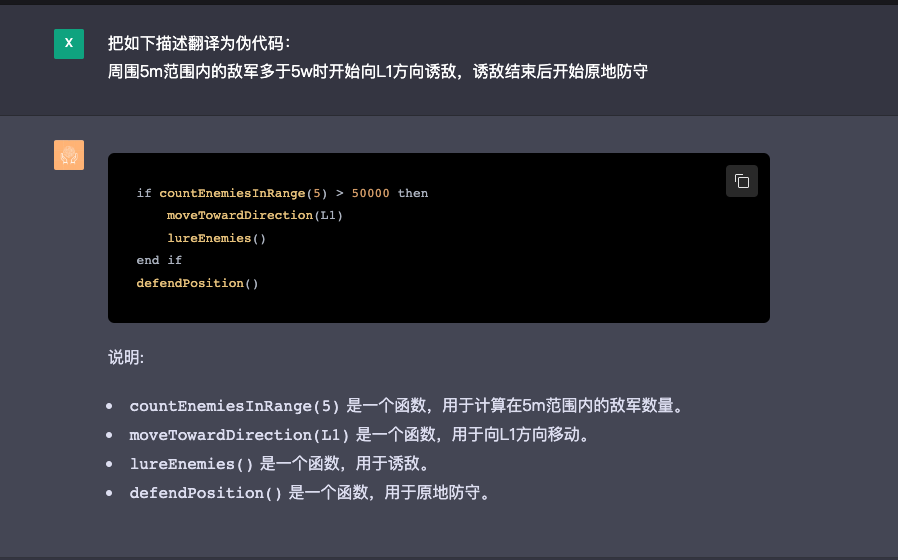 X
把如下描述翻译为伪代码：
周围5m范围内的敌军多于5w时开始向L1方向诱敌，诱敌结束后开始原地防守
if countEnemiesInRange(5) > 50000 then
    moveTowardDirection(L1)
    lureEnemies()
end if
defendPosition()
说明:
• countEnemiesInRange(5) 是一个函数，用于计算在5m范围内的敌军数量。
• moveTowardDirection(L1) 是一个函数，用于向L1方向移动。
• lureEnemies() 是一个函数，用于诱敌。
• defendPosition() 是一个函数，用于原地防守。